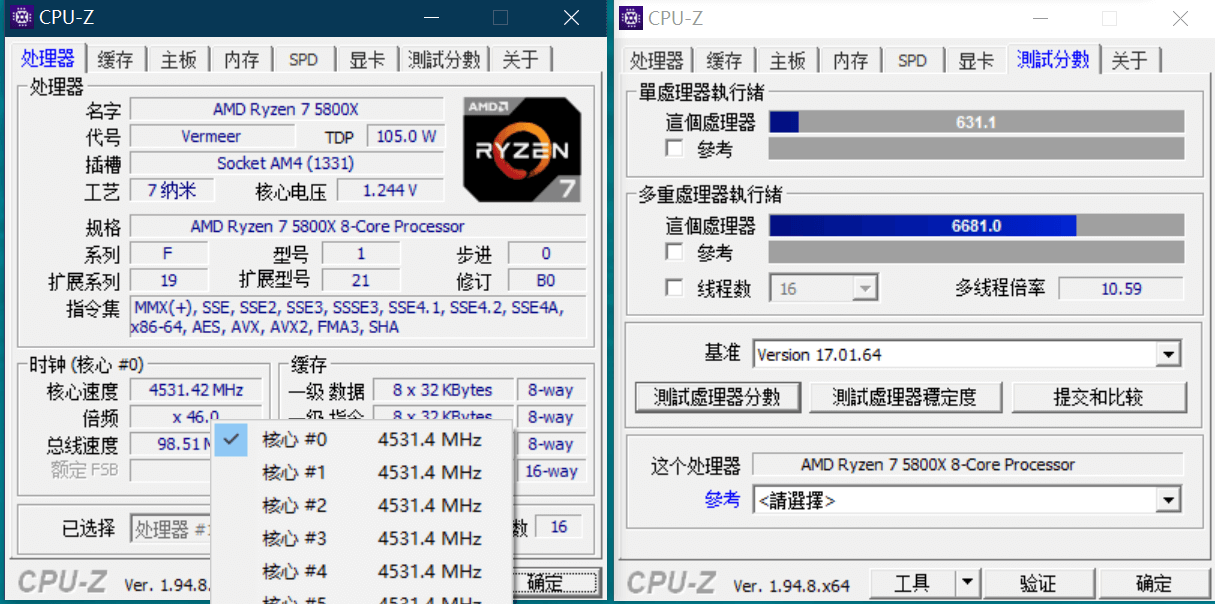 CPU-Z
处理器 缓存 主板 内存 SPD 显卡 測試分數 关于
处理器
名字 AMD Ryzen 7 5800X
代号 Vermeer TDP 105.0 W
插槽 Socket AM4 (1331)
工艺 7 纳米 核心电压 1.244 V
AMD
RYZEN
7
规格 AMD Ryzen 7 5800X 8-Core Processor
系列 F 型号 1 步进 0
扩展系列 19 扩展型号 21 修订 B0
指令集 MMX(+), SSE, SSE2, SSE3, SSSE3, SSE4.1, SSE4.2, SSE4A,
x86-64, AES, AVX, AVX2, FMA3, SHA
时钟 (核心 #0)
核心速度 4531.42 MHz
倍频 x 46.0
总线速度 98.51
额定 FSB
缓存
一级 数据 8 x 32 KBytes 8-way
一级 指令 8 x 32 KBytes 8-way
8-way
16-way
核心 #0 4531.4 MHz
核心 #1 4531.4 MHz
核心 #2 4531.4 MHz
核心 #3 4531.4 MHz
核心 #4 4531.4 MHz
核心 #5 4531.4 MHz
已选择 处理器 #1 数 16
CPU-Z Ver. 1.94.8. 确定
CPU-Z
处理器 缓存 主板 内存 SPD 显卡 測試分數 关于
單處理器執行緒
這個處理器 631.1
參考
多重處理器執行緒
這個處理器 6681.0
參考
线程数 16 多线程倍率 10.59
基准 Version 17.01.64
測試處理器分數 測試處理器穩定度 提交和比较
这个处理器 AMD Ryzen 7 5800X 8-Core Processor
參考 <請選擇>
CPU-Z Ver. 1.94.8.x64 工具 验证 确定